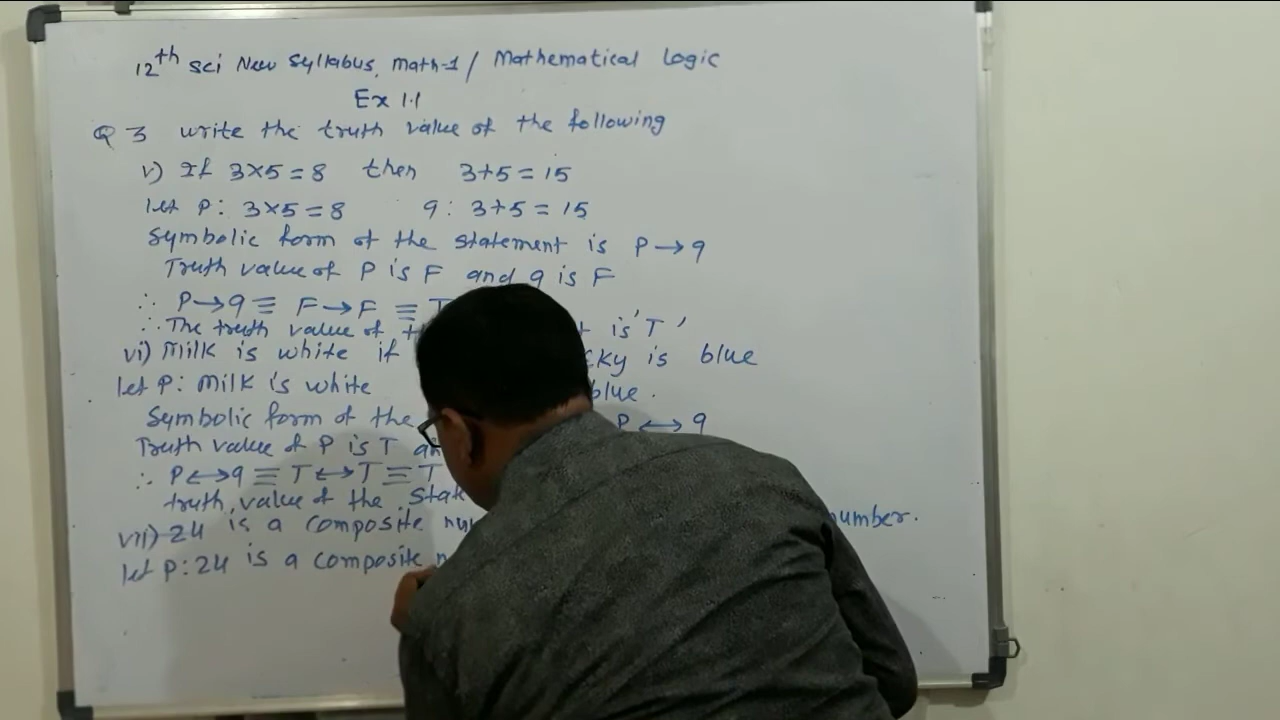 12th sci New Syllabus, math-1 / Mathematical Logic
Ex 1.1
Q 3 write the truth value of the following
v) If 3×5=8 then 3+5=15
let P: 3×5=8 q: 3+5=15
Symbolic form of the statement is P→q
Truth value of P is F and q is F
∴ P→q ≡ F→F ≡ T
∴ The truth value of is 'T'
vi) Milk is white if is blue
let P: Milk is white blue.
Symbolic form of the P ↔ q
Truth value of P is T
∴ P↔q ≡ T↔T ≡ T
truth value of the
vii) 24 is a composite number.
let P: 24 is a composite